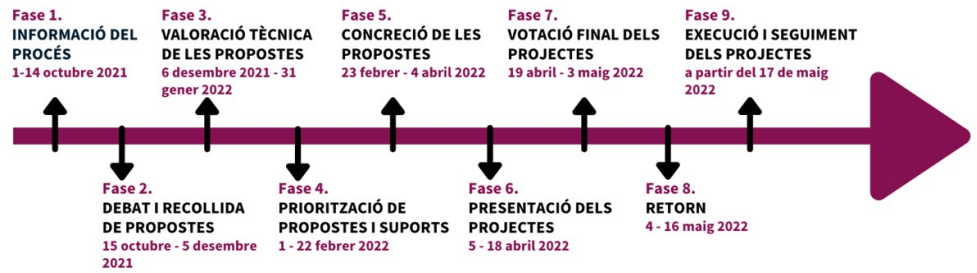 Fase 1.
INFORMACIÓ DEL
PROCÉS
1-14 octubre 2021
Fase 2.
DEBAT I RECOLLIDA
DE PROPOSTES
15 octubre - 5 desembre
2021
Fase 3.
VALORACIÓ TÈCNICA
DE LES PROPOSTES
6 desembre 2021 - 31
gener 2022
Fase 4.
PRIORITZACIÓ DE
PROPOSTES I SUPORTS
1 - 22 febrer 2022
Fase 5.
CONCRECIÓ DE LES
PROPOSTES
23 febrer - 4 abril 2022
Fase 6.
PRESENTACIÓ DELS
PROJECTES
5 - 18 abril 2022
Fase 7.
VOTACIÓ FINAL DELS
PROJECTES
19 abril - 3 maig 2022
Fase 8.
RETORN
4 - 16 maig 2022
Fase 9.
EXECUCIÓ I SEGUIMENT
DELS PROJECTES
a partir del 17 de maig
2022